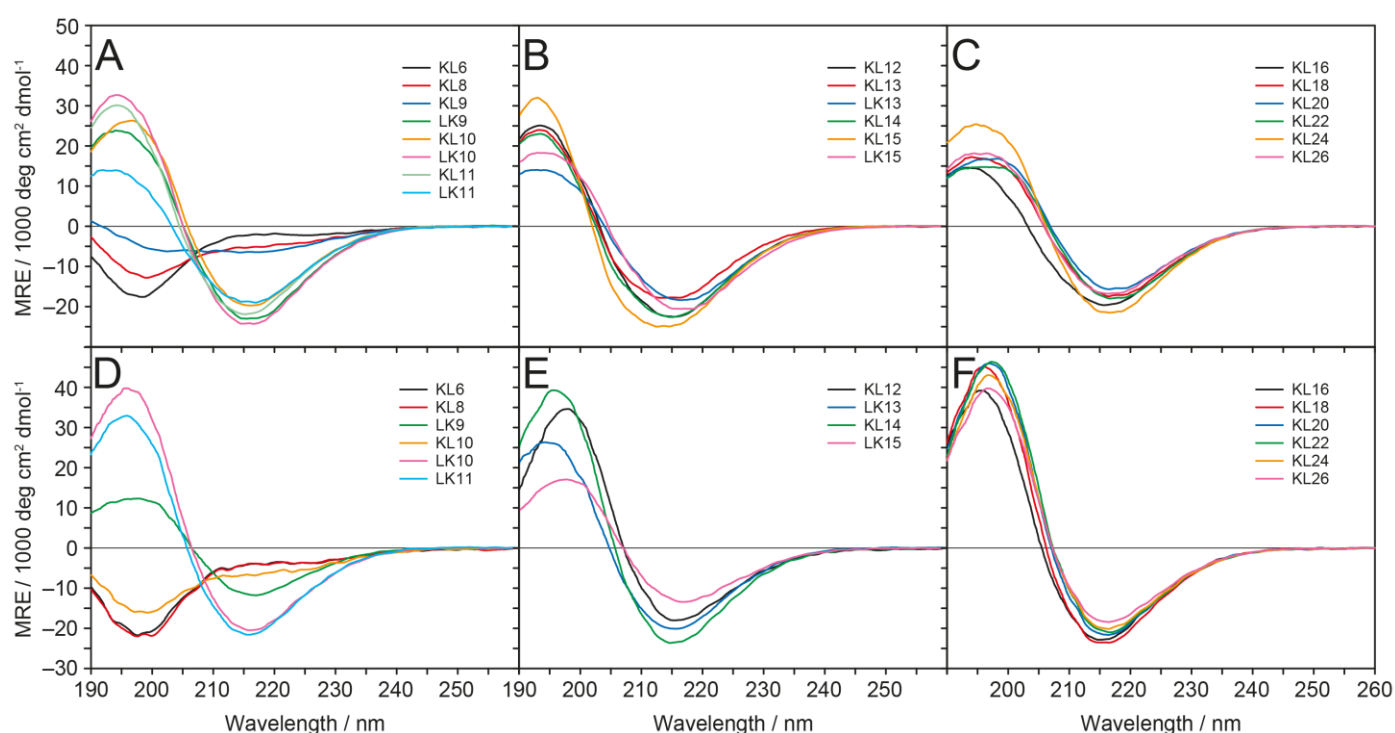 A
B
C
KL6
KL8
KL9
LK9
KL10
LK10
KL11
LK11
KL12
KL13
LK13
KL14
KL15
LK15
KL16
KL18
KL20
KL22
KL24
KL26
50
40
30
20
10
0
–10
–20
MRE / 1000 deg cm² dmol⁻¹
D
E
F
KL6
KL8
LK9
KL10
LK10
LK11
KL12
LK13
KL14
LK15
KL16
KL18
KL20
KL22
KL24
KL26
40
30
20
10
0
–10
–20
–30
MRE / 1000 deg cm² dmol⁻¹
190 200 210 220 230 240 250 190 200 210 220 230 240 250 200 210 220 230 240 250 260
Wavelength / nm Wavelength / nm Wavelength / nm